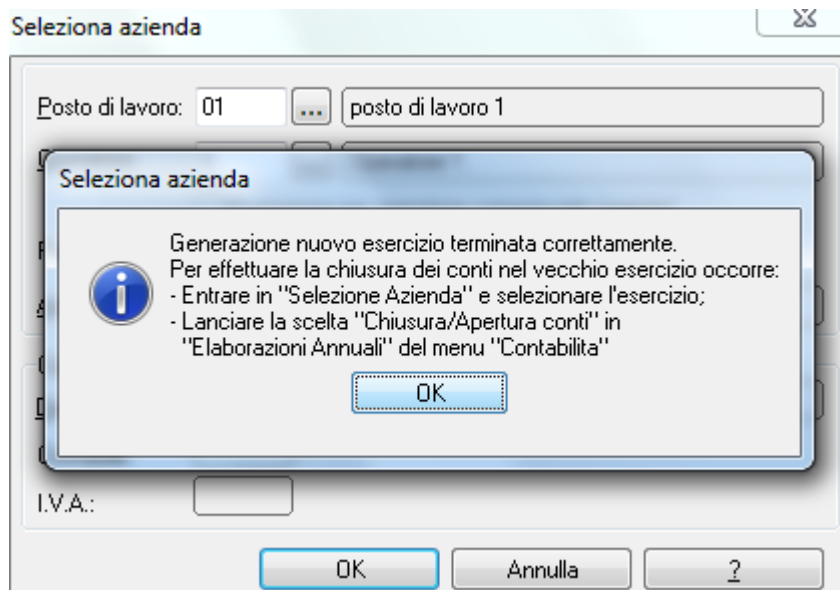 Seleziona azienda
Posto di lavoro: 01 ... posto di lavoro 1
Seleziona azienda
Generazione nuovo esercizio terminata correttamente.
Per effettuare la chiusura dei conti nel vecchio esercizio occorre:
- Entrare in "Selezione Azienda" e selezionare l'esercizio;
- Lanciare la scelta "Chiusura/Apertura conti" in
"Elaborazioni Annuali" del menu "Contabilita"
OK
I.V.A.:
OK Annulla ?